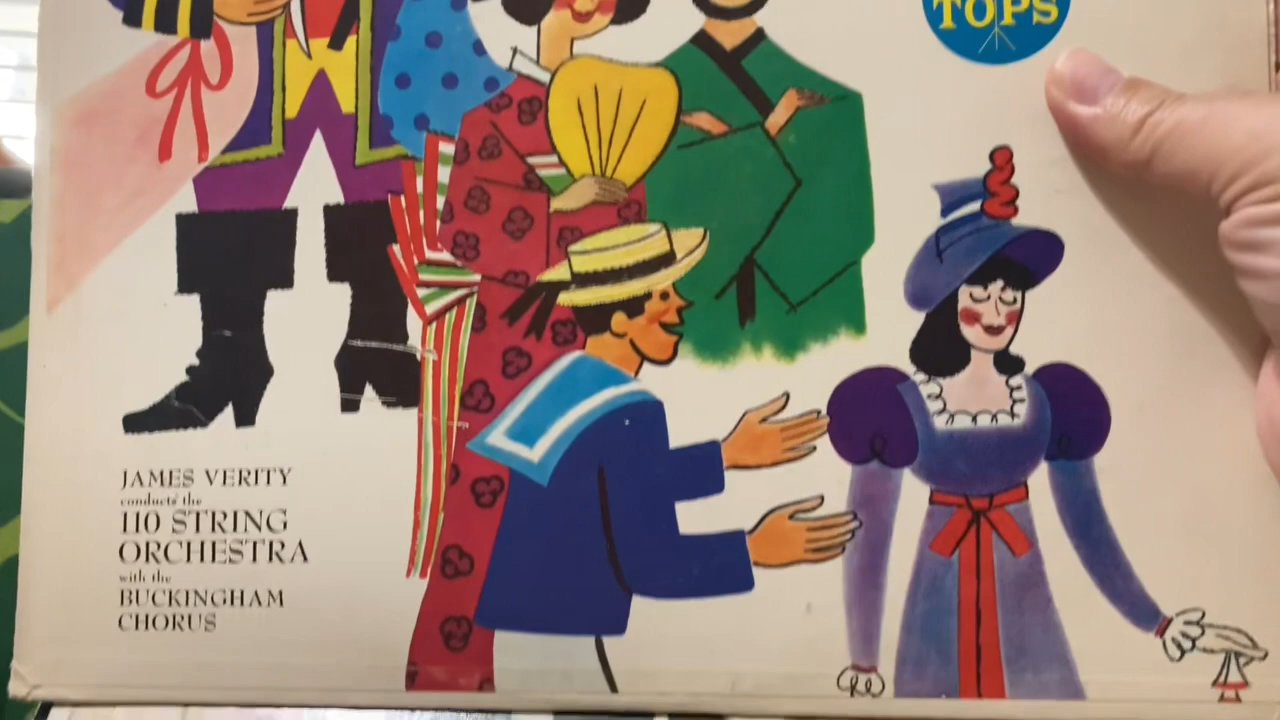 TOPS
JAMES VERITY
conducts the
110 STRING
ORCHESTRA
with the
BUCKINGHAM
CHORUS